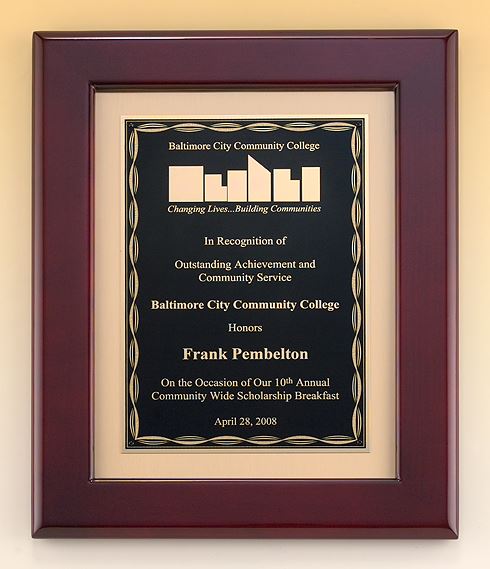 Baltimore City Community College
Changing Lives...Building Communities
In Recognition of
Outstanding Achievement and
Community Service
Baltimore City Community College
Honors
Frank Pembelton
On the Occasion of Our 10th Annual
Community Wide Scholarship Breakfast
April 28, 2008